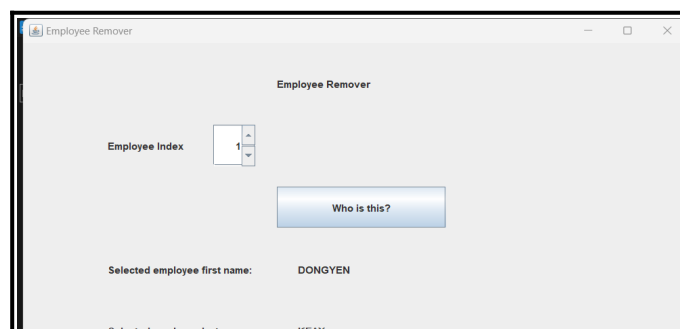 Employee Remover
Employee Remover
Employee Index 1
Who is this?
Selected employee first name: DONGYEN